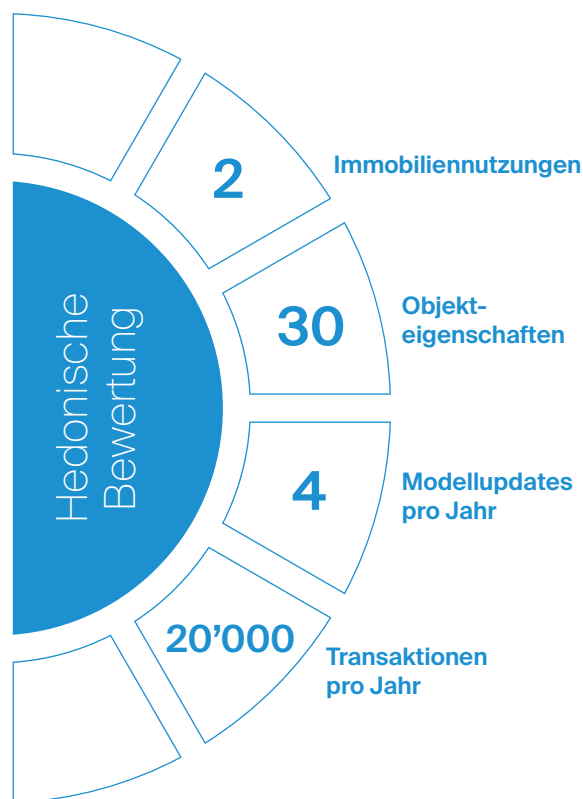 Hedonische
Bewertung
2
Immobiliennutzungen
30
Objekt-
eigenschaften
4
Modellupdates
pro Jahr
20’000
Transaktionen
pro Jahr